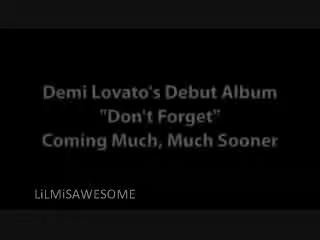 Demi Lovato's Debut Album
"Don't Forget"
Coming Much, Much Sooner
LiLMiSAWESOME